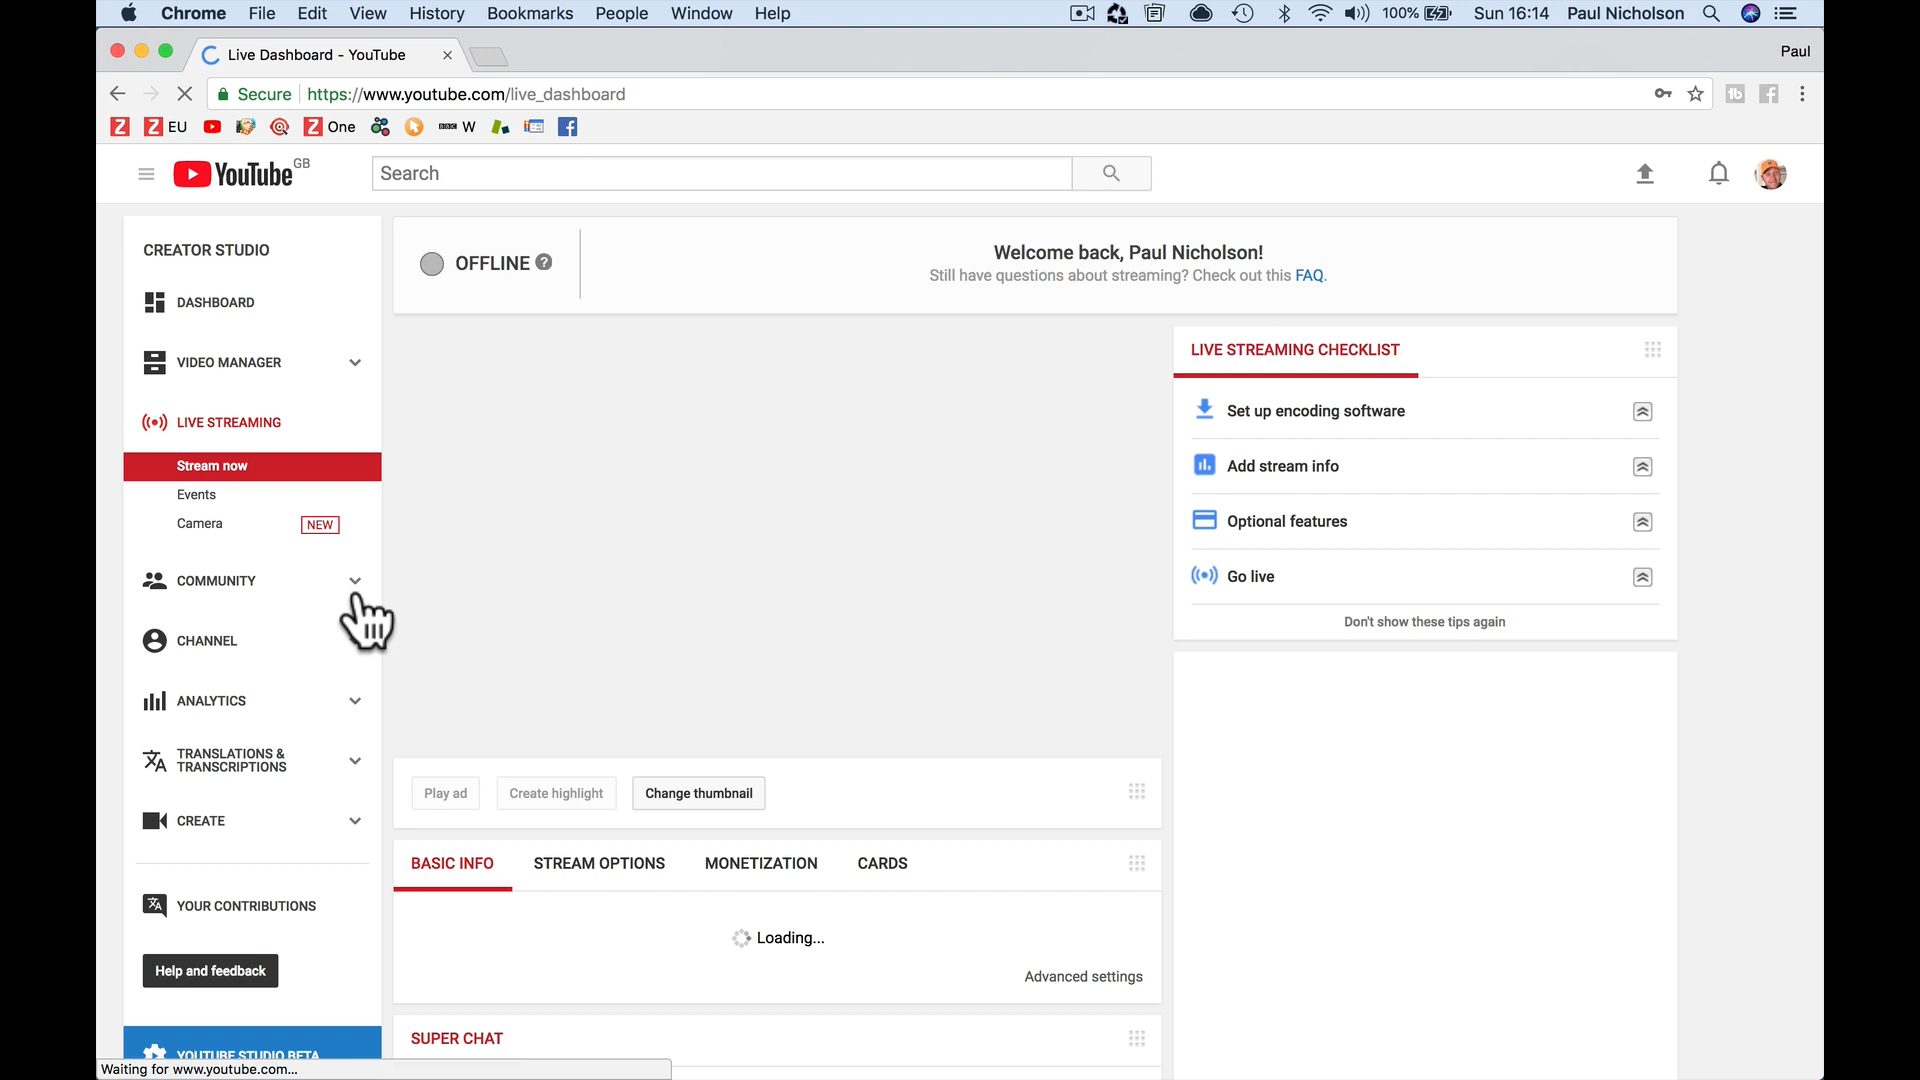 Chrome File Edit View History Bookmarks People Window Help 100% Sun 16:14 Paul Nicholson
Live Dashboard - YouTube Paul
Secure https://www.youtube.com/live_dashboard
Z Z EU Z One BBC W
YouTube GB Search
CREATOR STUDIO
DASHBOARD
VIDEO MANAGER
LIVE STREAMING
Stream now
Events
Camera NEW
COMMUNITY
CHANNEL
ANALYTICS
TRANSLATIONS &
TRANSCRIPTIONS
CREATE
YOUR CONTRIBUTIONS
Help and feedback
YOUTUBE STUDIO BETA
Waiting for www.youtube.com...
OFFLINE
Welcome back, Paul Nicholson!
Still have questions about streaming? Check out this FAQ.
Play ad Create highlight Change thumbnail
BASIC INFO STREAM OPTIONS MONETIZATION CARDS
Loading...
Advanced settings
SUPER CHAT
LIVE STREAMING CHECKLIST
Set up encoding software
Add stream info
Optional features
Go live
Don't show these tips again